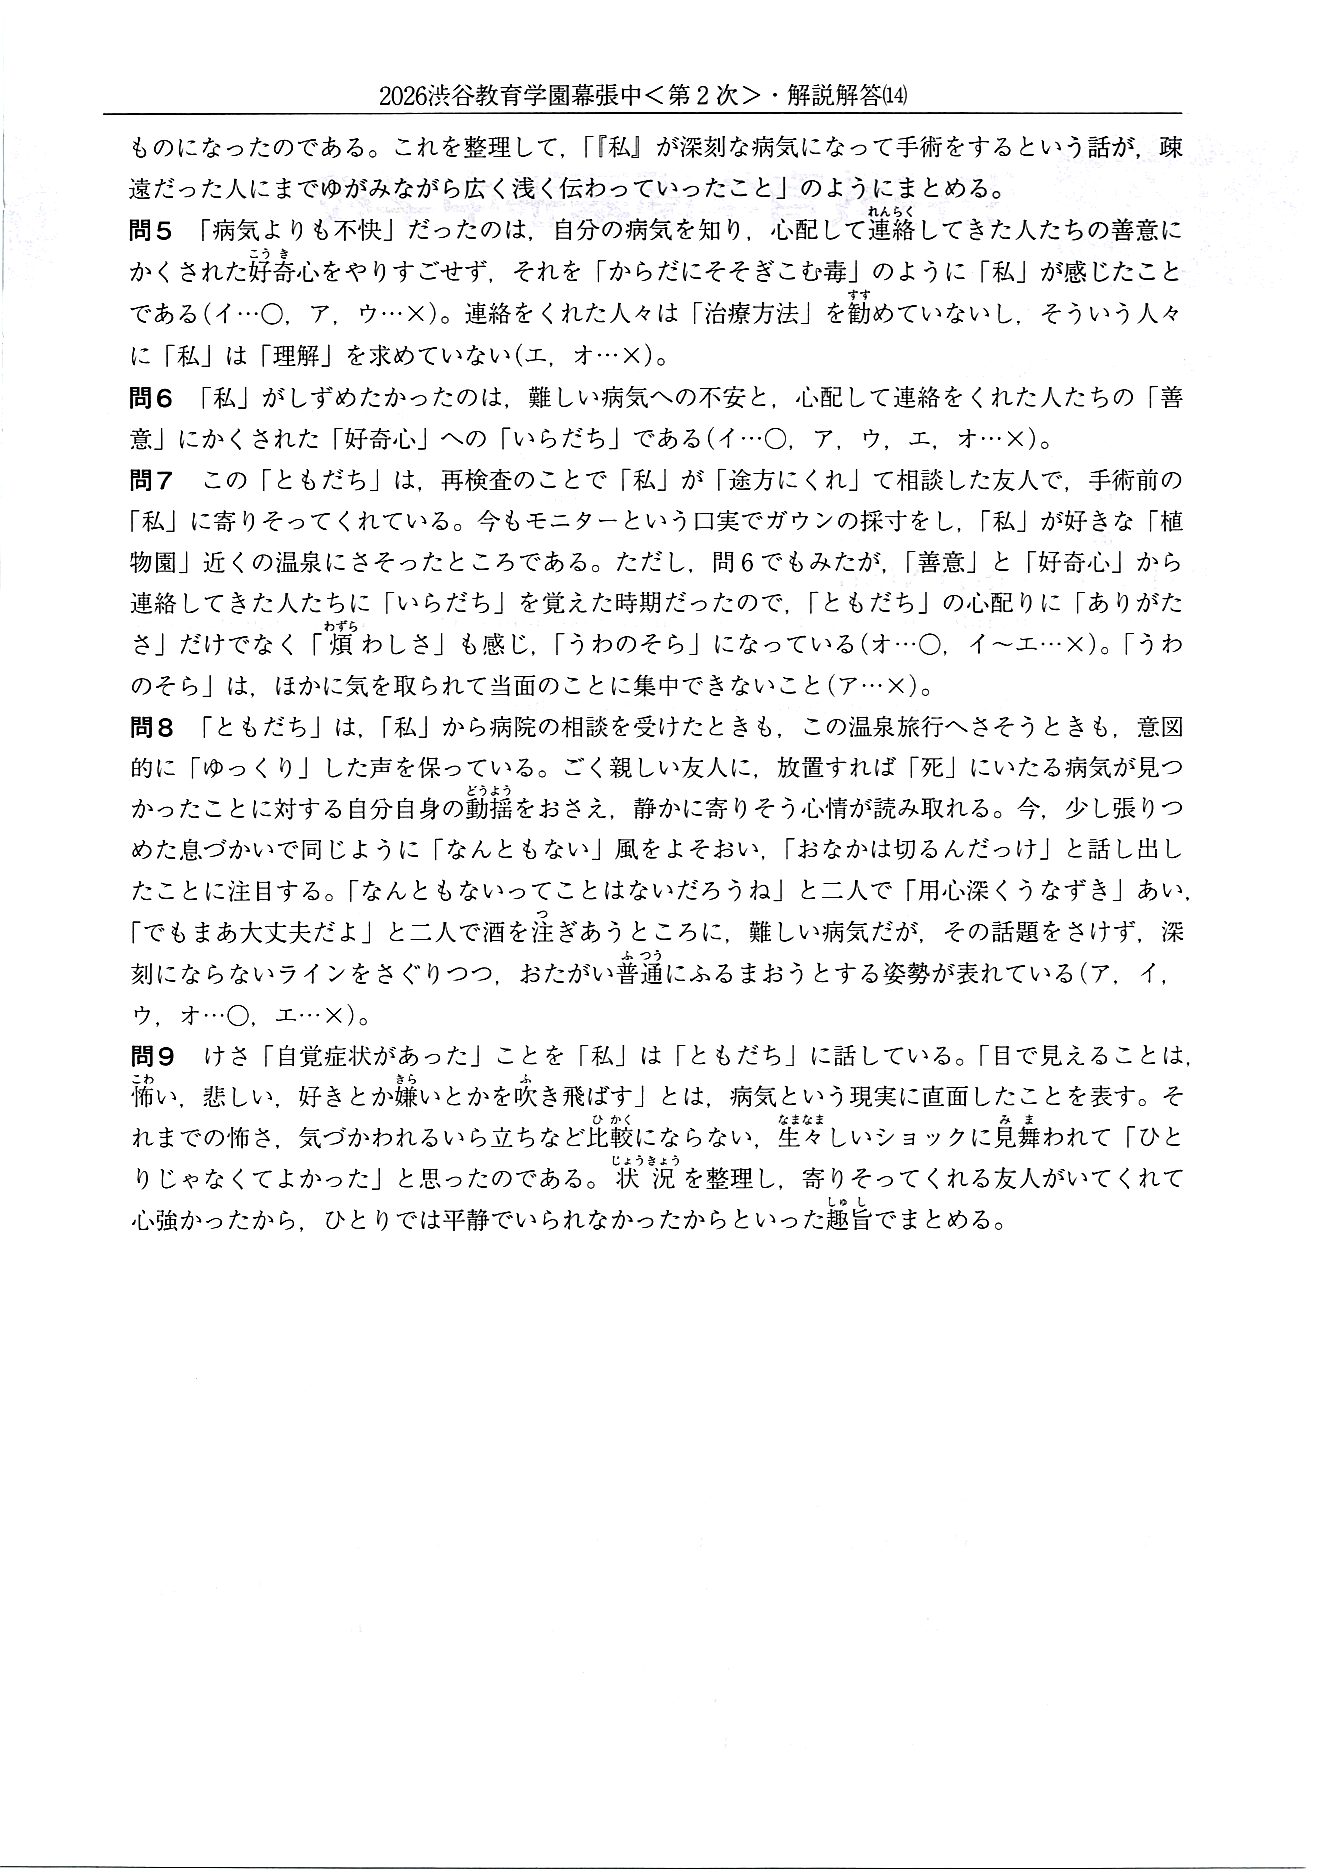 2026渋谷教育学園幕張中＜第２次＞・解説解答⒁
ものになったのである。これを整理して，「『私』が深刻な病気になって手術をするという話が，疎
遠だった人にまでゆがみながら広く浅く伝わっていったこと」のようにまとめる。
れんらく
問５　「病気よりも不快」だったのは，自分の病気を知り，心配して連絡してきた人たちの善意に
こうき
かくされた好奇心をやりすごせず，それを「からだにそそぎこむ毒」のように「私」が感じたこと
すす
である（イ…〇，ア，ウ…×）。連絡をくれた人々は「治療方法」を勧めていないし，そういう人々
に「私」は「理解」を求めていない（エ，オ…×）。
問６　「私」がしずめたかったのは，難しい病気への不安と，心配して連絡をくれた人たちの「善
意」にかくされた「好奇心」への「いらだち」である（イ…〇，ア，ウ，エ，オ…×）。
問７　この「ともだち」は，再検査のことで「私」が「途方にくれ」て相談した友人で，手術前の
「私」に寄りそってくれている。今もモニターという口実でガウンの採寸をし，「私」が好きな「植
物園」近くの温泉にさそったところである。ただし，問６でもみたが，「善意」と「好奇心」から
連絡してきた人たちに「いらだち」を覚えた時期だったので，「ともだち」の心配りに「ありがた
わずら
さ」だけでなく「煩わしさ」も感じ，「うわのそら」になっている（オ…〇，イ～エ…×）。「うわ
のそら」は，ほかに気を取られて当面のことに集中できないこと（ア…×）。
問８　「ともだち」は，「私」から病院の相談を受けたときも，この温泉旅行へさそうときも，意図
的に「ゆっくり」した声を保っている。ごく親しい友人に，放置すれば「死」にいたる病気が見つ
どうよう
かったことに対する自分自身の動揺をおさえ，静かに寄りそう心情が読み取れる。今，少し張りつ
めた息づかいで同じように「なんともない」風をよそおい，「おなかは切るんだっけ」と話し出し
たことに注目する。「なんともないってことはないだろうね」と二人で「用心深くうなずき」あい，
つ
「でもまあ大丈夫だよ」と二人で酒を注ぎあうところに，難しい病気だが，その話題をさけず，深
ふつう
刻にならないラインをさぐりつつ，おたがい普通にふるまおうとする姿勢が表れている（ア，イ，
ウ，オ…〇，エ…×）。
問９　けさ「自覚症状があった」ことを「私」は「ともだち」に話している。「目で見えることは，
こわ　きら　ふ
怖い，悲しい，好きとか嫌いとかを吹き飛ばす」とは，病気という現実に直面したことを表す。そ
ひかく　なまなま　みま
れまでの怖さ，気づかわれるいら立ちなど比較にならない，生々しいショックに見舞われて「ひと
じょうきょう
りじゃなくてよかった」と思ったのである。状況を整理し，寄りそってくれる友人がいてくれて
しゅし
心強かったから，ひとりでは平静でいられなかったからといった趣旨でまとめる。